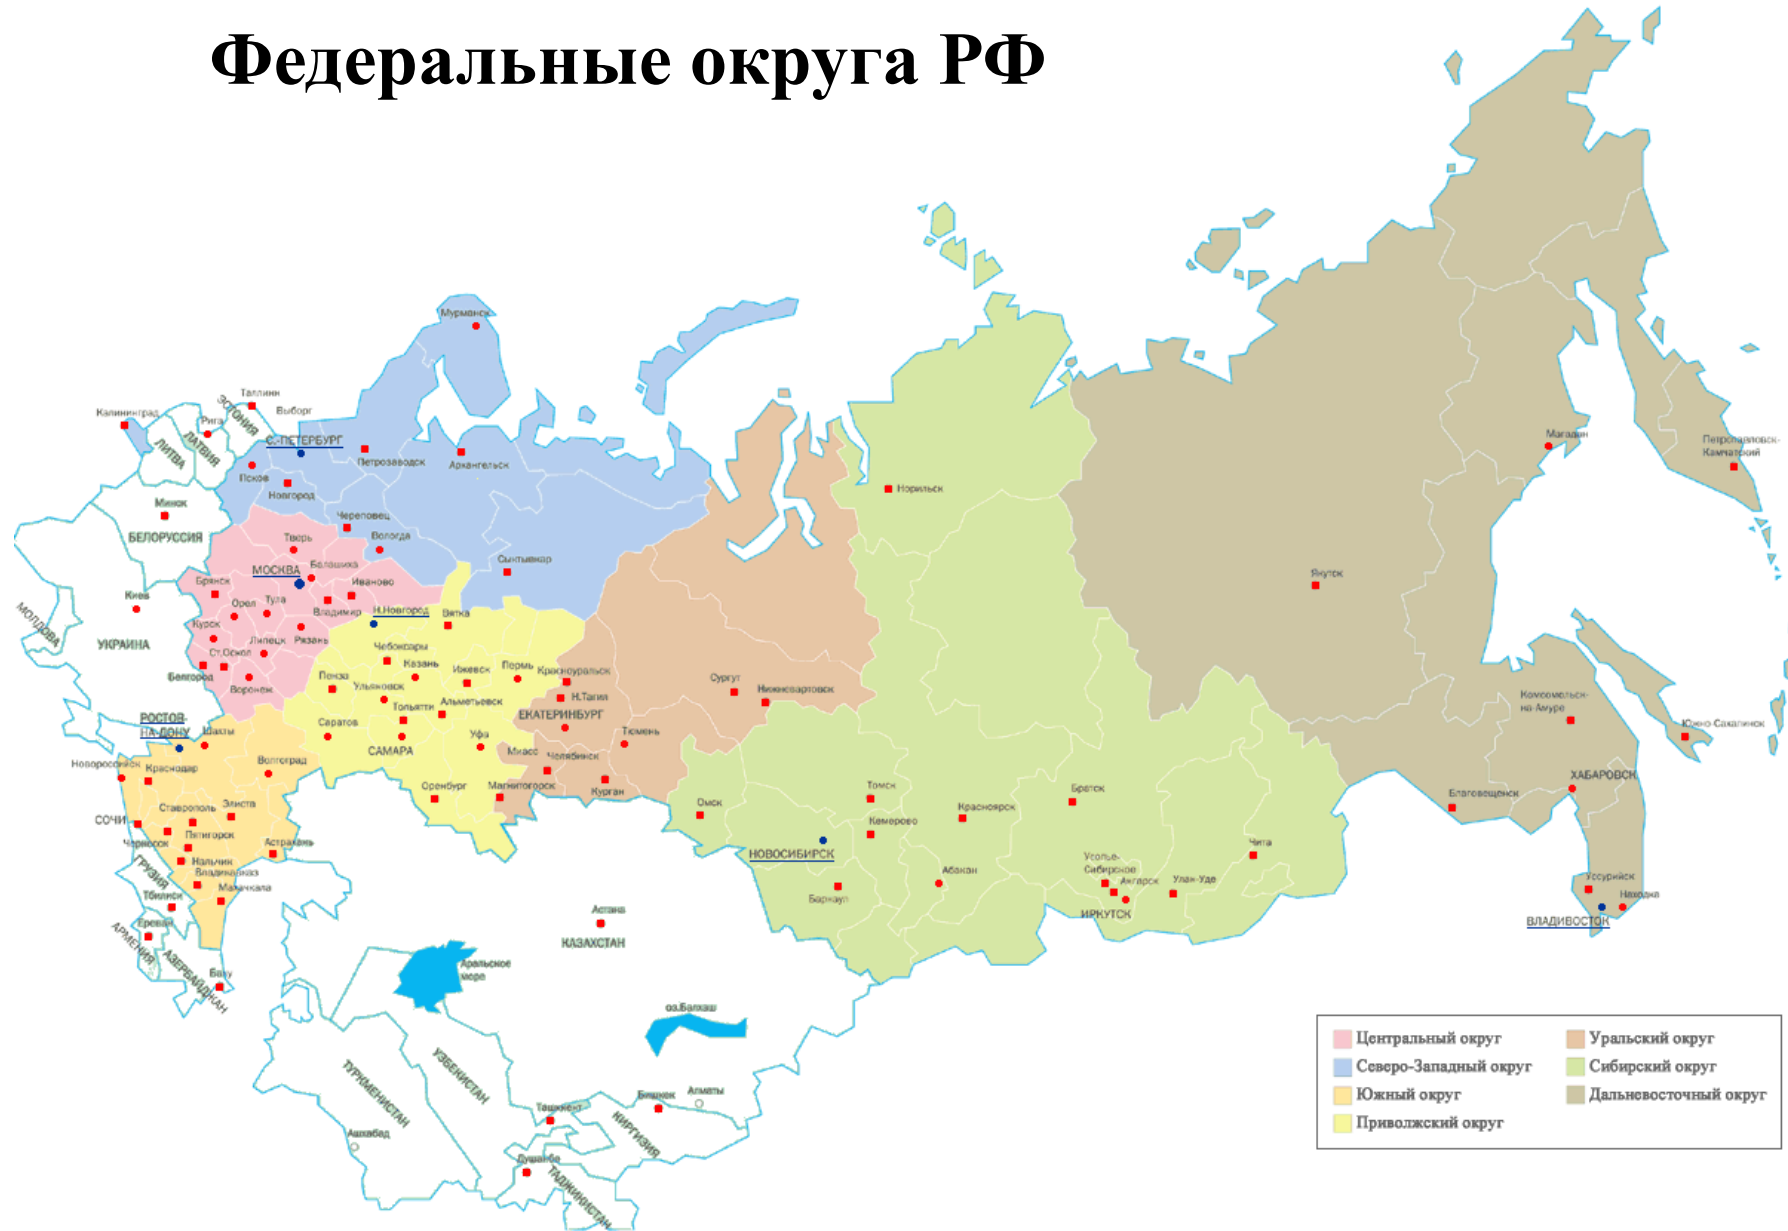 Федеральные округа РФ
Мурманск
Таллинн
Выборг
Калининград
ЭСТОНИЯ
Рига
ЛАТВИЯ
ЛИТВА
С.-ПЕТЕРБУРГ
Петрозаводск
Архангельск
Псков
Новгород
Норильск
Магадан
Петропавловск-
Камчатский
Минск
БЕЛОРУССИЯ
Череповец
Вологда
Тверь
Сыктывкар
МОСКВА
Балашиха
Брянск
Иваново
Якутск
Киев
Орел
Тула
Владимир
Н.Новгород
Вятка
МОЛДОВА
УКРАИНА
Курск
Липецк
Рязань
Чебоксары
Ст.Оскол
Казань
Ижевск
Пермь
Красноуральск
Белгород
Пенза
Ульяновск
Воронеж
Н.Тагил
Сургут
Нижневартовск
Тольятти
Альметьевск
ЕКАТЕРИНБУРГ
РОСТОВ-
НА-ДОНУ
Шахты
Саратов
САМАРА
Уфа
Тюмень
Комсомольск-
на-Амуре
Южно-Сахалинск
Миасс
Челябинск
Новороссийск
Краснодар
Волгоград
Оренбург
Магнитогорск
Курган
Томск
Братск
ХАБАРОВСК
Благовещенск
Омск
Красноярск
Ставрополь
Элиста
СОЧИ
Кемерово
Пятигорск
Черкесск
Астрахань
НОВОСИБИРСК
Чита
Нальчик
Владикавказ
Усолье-
Сибирское
Ангарск
Улан-Удэ
Абакан
Уссурийск
Находка
ГРУЗИЯ
Тбилиси
Махачкала
Барнаул
ИРКУТСК
ВЛАДИВОСТОК
Астана
КАЗАХСТАН
Ереван
АРМЕНИЯ
АЗЕРБАЙДЖАН
Баку
Аральское
море
оз.Балхаш
ТУРКМЕНИСТАН
УЗБЕКИСТАН
Ашхабад
Ташкент
Бишкек
Алматы
КИРГИЗИЯ
Душанбе
ТАДЖИКИСТАН
Центральный округ
Северо-Западный округ
Южный округ
Приволжский округ
Уральский округ
Сибирский округ
Дальневосточный округ